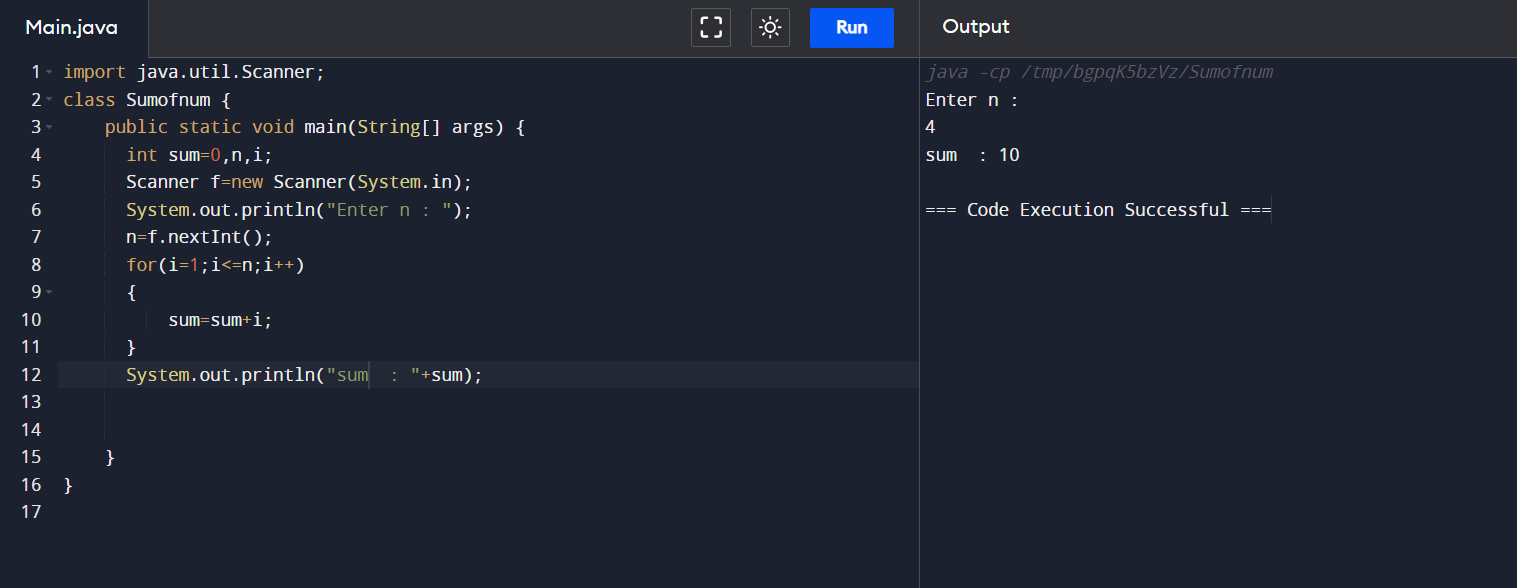 Main.java
Run
Output
1 import java.util.Scanner;
2 class Sumofnum {
3     public static void main(String[] args) {
4       int sum=0,n,i;
5       Scanner f=new Scanner(System.in);
6       System.out.println("Enter n : ");
7       n=f.nextInt();
8       for(i=1;i<=n;i++)
9       {
10           sum=sum+i;
11       }
12       System.out.println("sum  : "+sum);
13
14
15     }
16 }
17
java -cp /tmp/bgpqK5bzVz/Sumofnum
Enter n :
4
sum  : 10
=== Code Execution Successful ===